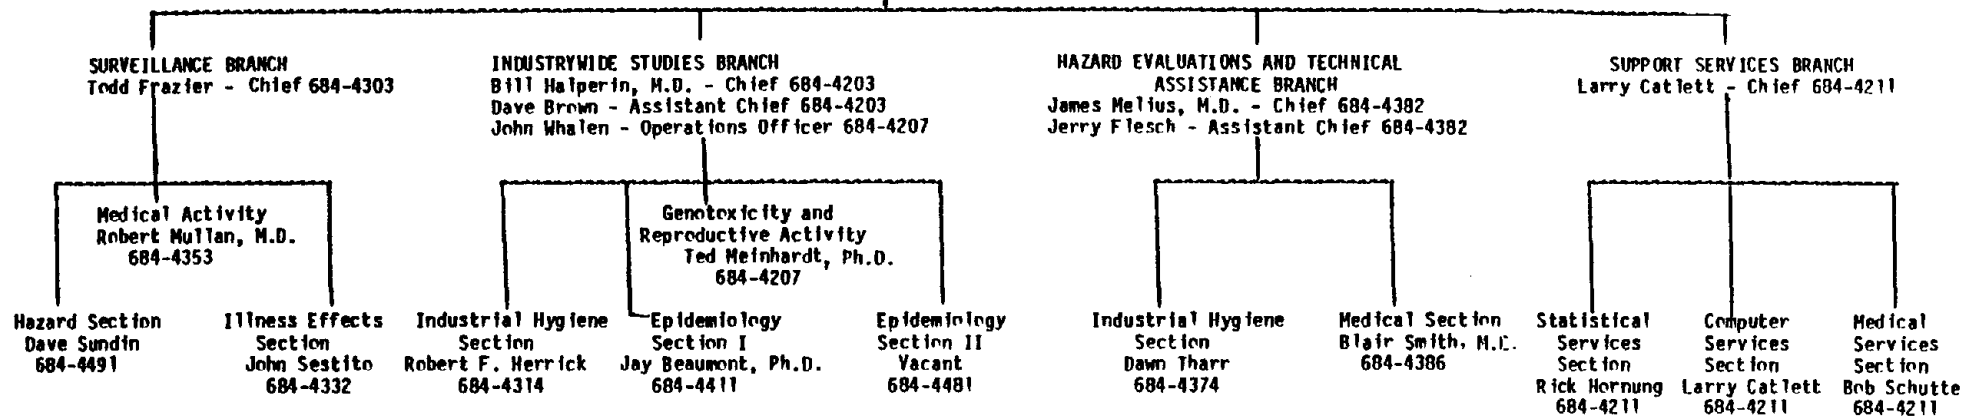 SURVEILLANCE BRANCH
Todd Frazier - Chief 684-4303
INDUSTRYWIDE STUDIES BRANCH
Bill Halperin, M.D. - Chief 684-4203
Dave Brown - Assistant Chief 684-4203
John Whalen - Operations Officer 684-4207
HAZARD EVALUATIONS AND TECHNICAL
ASSISTANCE BRANCH
James Melius, M.D. - Chief 684-4382
Jerry Flesch - Assistant Chief 684-4382
SUPPORT SERVICES BRANCH
Larry Catlett - Chief 684-4211
Medical Activity
Robert Mullan, M.D.
684-4353
Genotoxicity and
Reproductive Activity
Ted Meinhardt, Ph.D.
684-4207
Hazard Section
Dave Sundin
684-4491
Illness Effects
Section
John Sestito
684-4332
Industrial Hygiene
Section
Robert F. Herrick
684-4314
Epidemiology
Section I
Jay Beaumont, Ph.D.
684-4411
Epidemiology
Section II
Vacant
684-4481
Industrial Hygiene
Section
Dawn Tharr
684-4374
Medical Section
Blair Smith, M.D.
684-4386
Statistical
Services
Section
Rick Hornung
684-4211
Computer
Services
Section
Larry Catlett
684-4211
Medical
Services
Section
Bob Schutte
684-4211